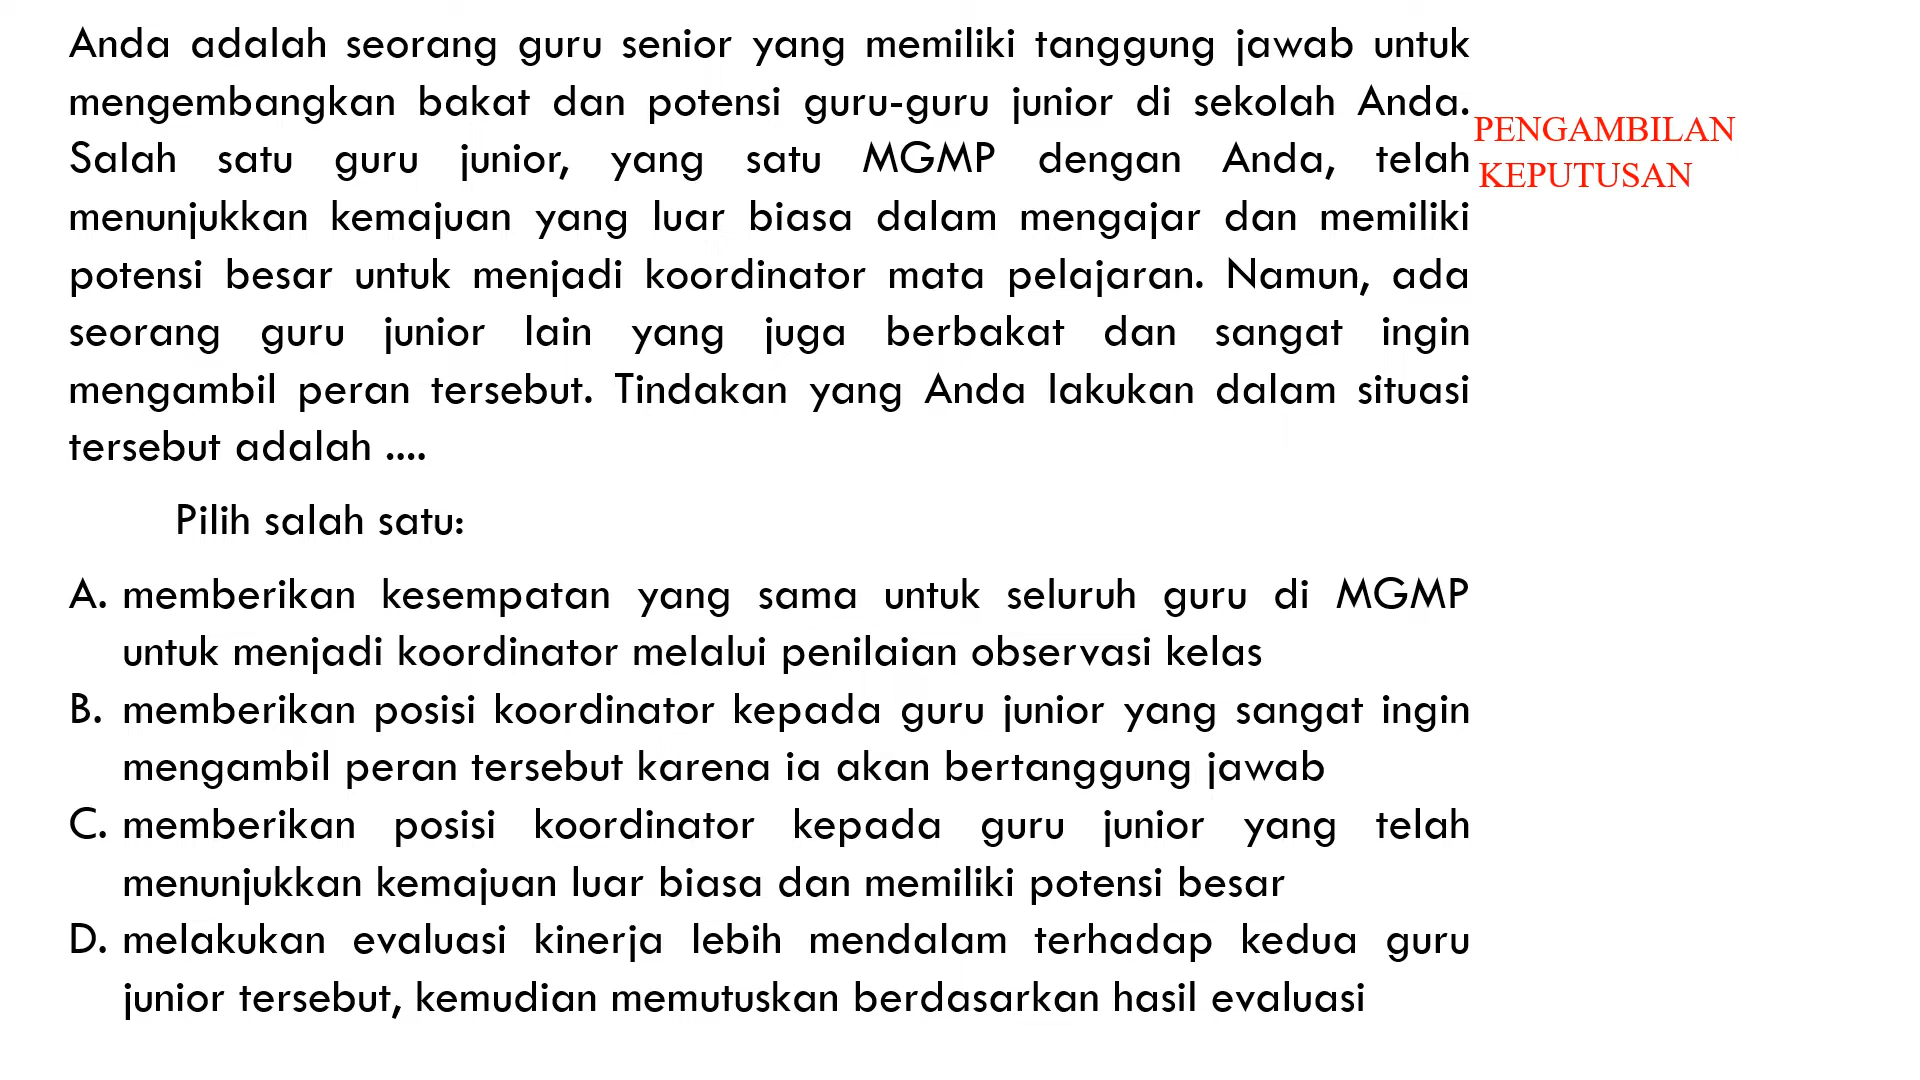 Anda adalah seorang guru senior yang memiliki tanggung jawab untuk
mengembangkan bakat dan potensi guru-guru junior di sekolah Anda.
Salah satu guru junior, yang satu MGMP dengan Anda, telah
menunjukkan kemajuan yang luar biasa dalam mengajar dan memiliki
potensi besar untuk menjadi koordinator mata pelajaran. Namun, ada
seorang guru junior lain yang juga berbakat dan sangat ingin
mengambil peran tersebut. Tindakan yang Anda lakukan dalam situasi
tersebut adalah ....
PENGAMBILAN
KEPUTUSAN
Pilih salah satu:
A. memberikan kesempatan yang sama untuk seluruh guru di MGMP
untuk menjadi koordinator melalui penilaian observasi kelas
B. memberikan posisi koordinator kepada guru junior yang sangat ingin
mengambil peran tersebut karena ia akan bertanggung jawab
C. memberikan posisi koordinator kepada guru junior yang telah
menunjukkan kemajuan luar biasa dan memiliki potensi besar
D. melakukan evaluasi kinerja lebih mendalam terhadap kedua guru
junior tersebut, kemudian memutuskan berdasarkan hasil evaluasi